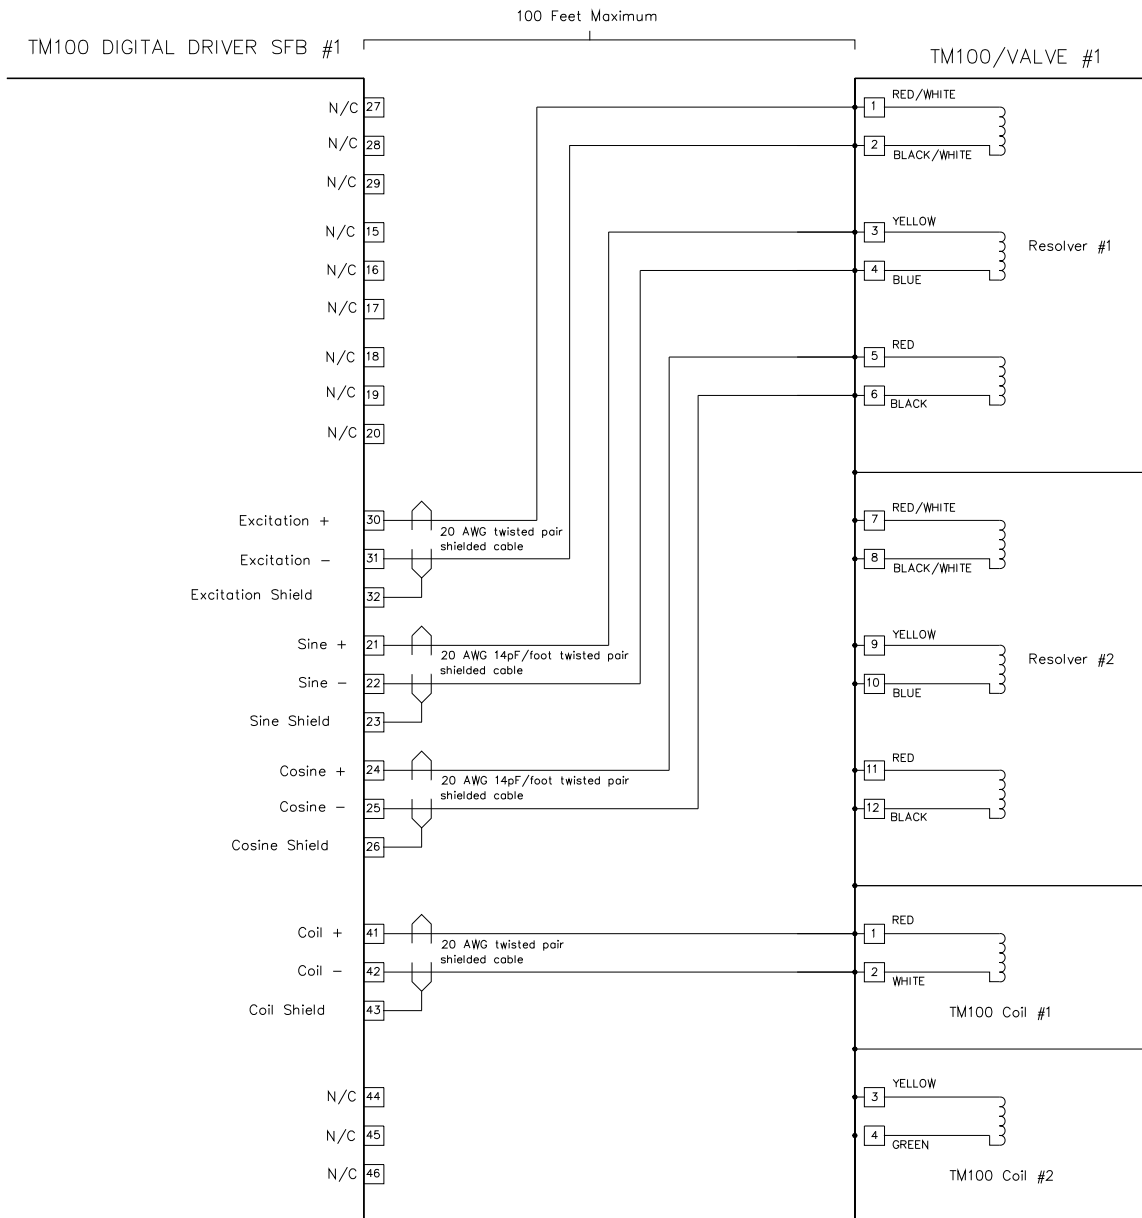 100 Feet Maximum
TM100 DIGITAL DRIVER SFB #1
TM100/VALVE #1
N/C 27
N/C 28
N/C 29
N/C 15
N/C 16
N/C 17
N/C 18
N/C 19
N/C 20
Excitation + 30
20 AWG twisted pair
shielded cable
Excitation − 31
Excitation Shield 32
Sine + 21
20 AWG 14pF/foot twisted pair
shielded cable
Sine − 22
Sine Shield 23
Cosine + 24
20 AWG 14pF/foot twisted pair
shielded cable
Cosine − 25
Cosine Shield 26
Coil + 41
20 AWG twisted pair
shielded cable
Coil − 42
Coil Shield 43
N/C 44
N/C 45
N/C 46
1 RED/WHITE
2 BLACK/WHITE
3 YELLOW
Resolver #1
4 BLUE
5 RED
6 BLACK
7 RED/WHITE
8 BLACK/WHITE
9 YELLOW
Resolver #2
10 BLUE
11 RED
12 BLACK
1 RED
2 WHITE
TM100 Coil #1
3 YELLOW
4 GREEN
TM100 Coil #2